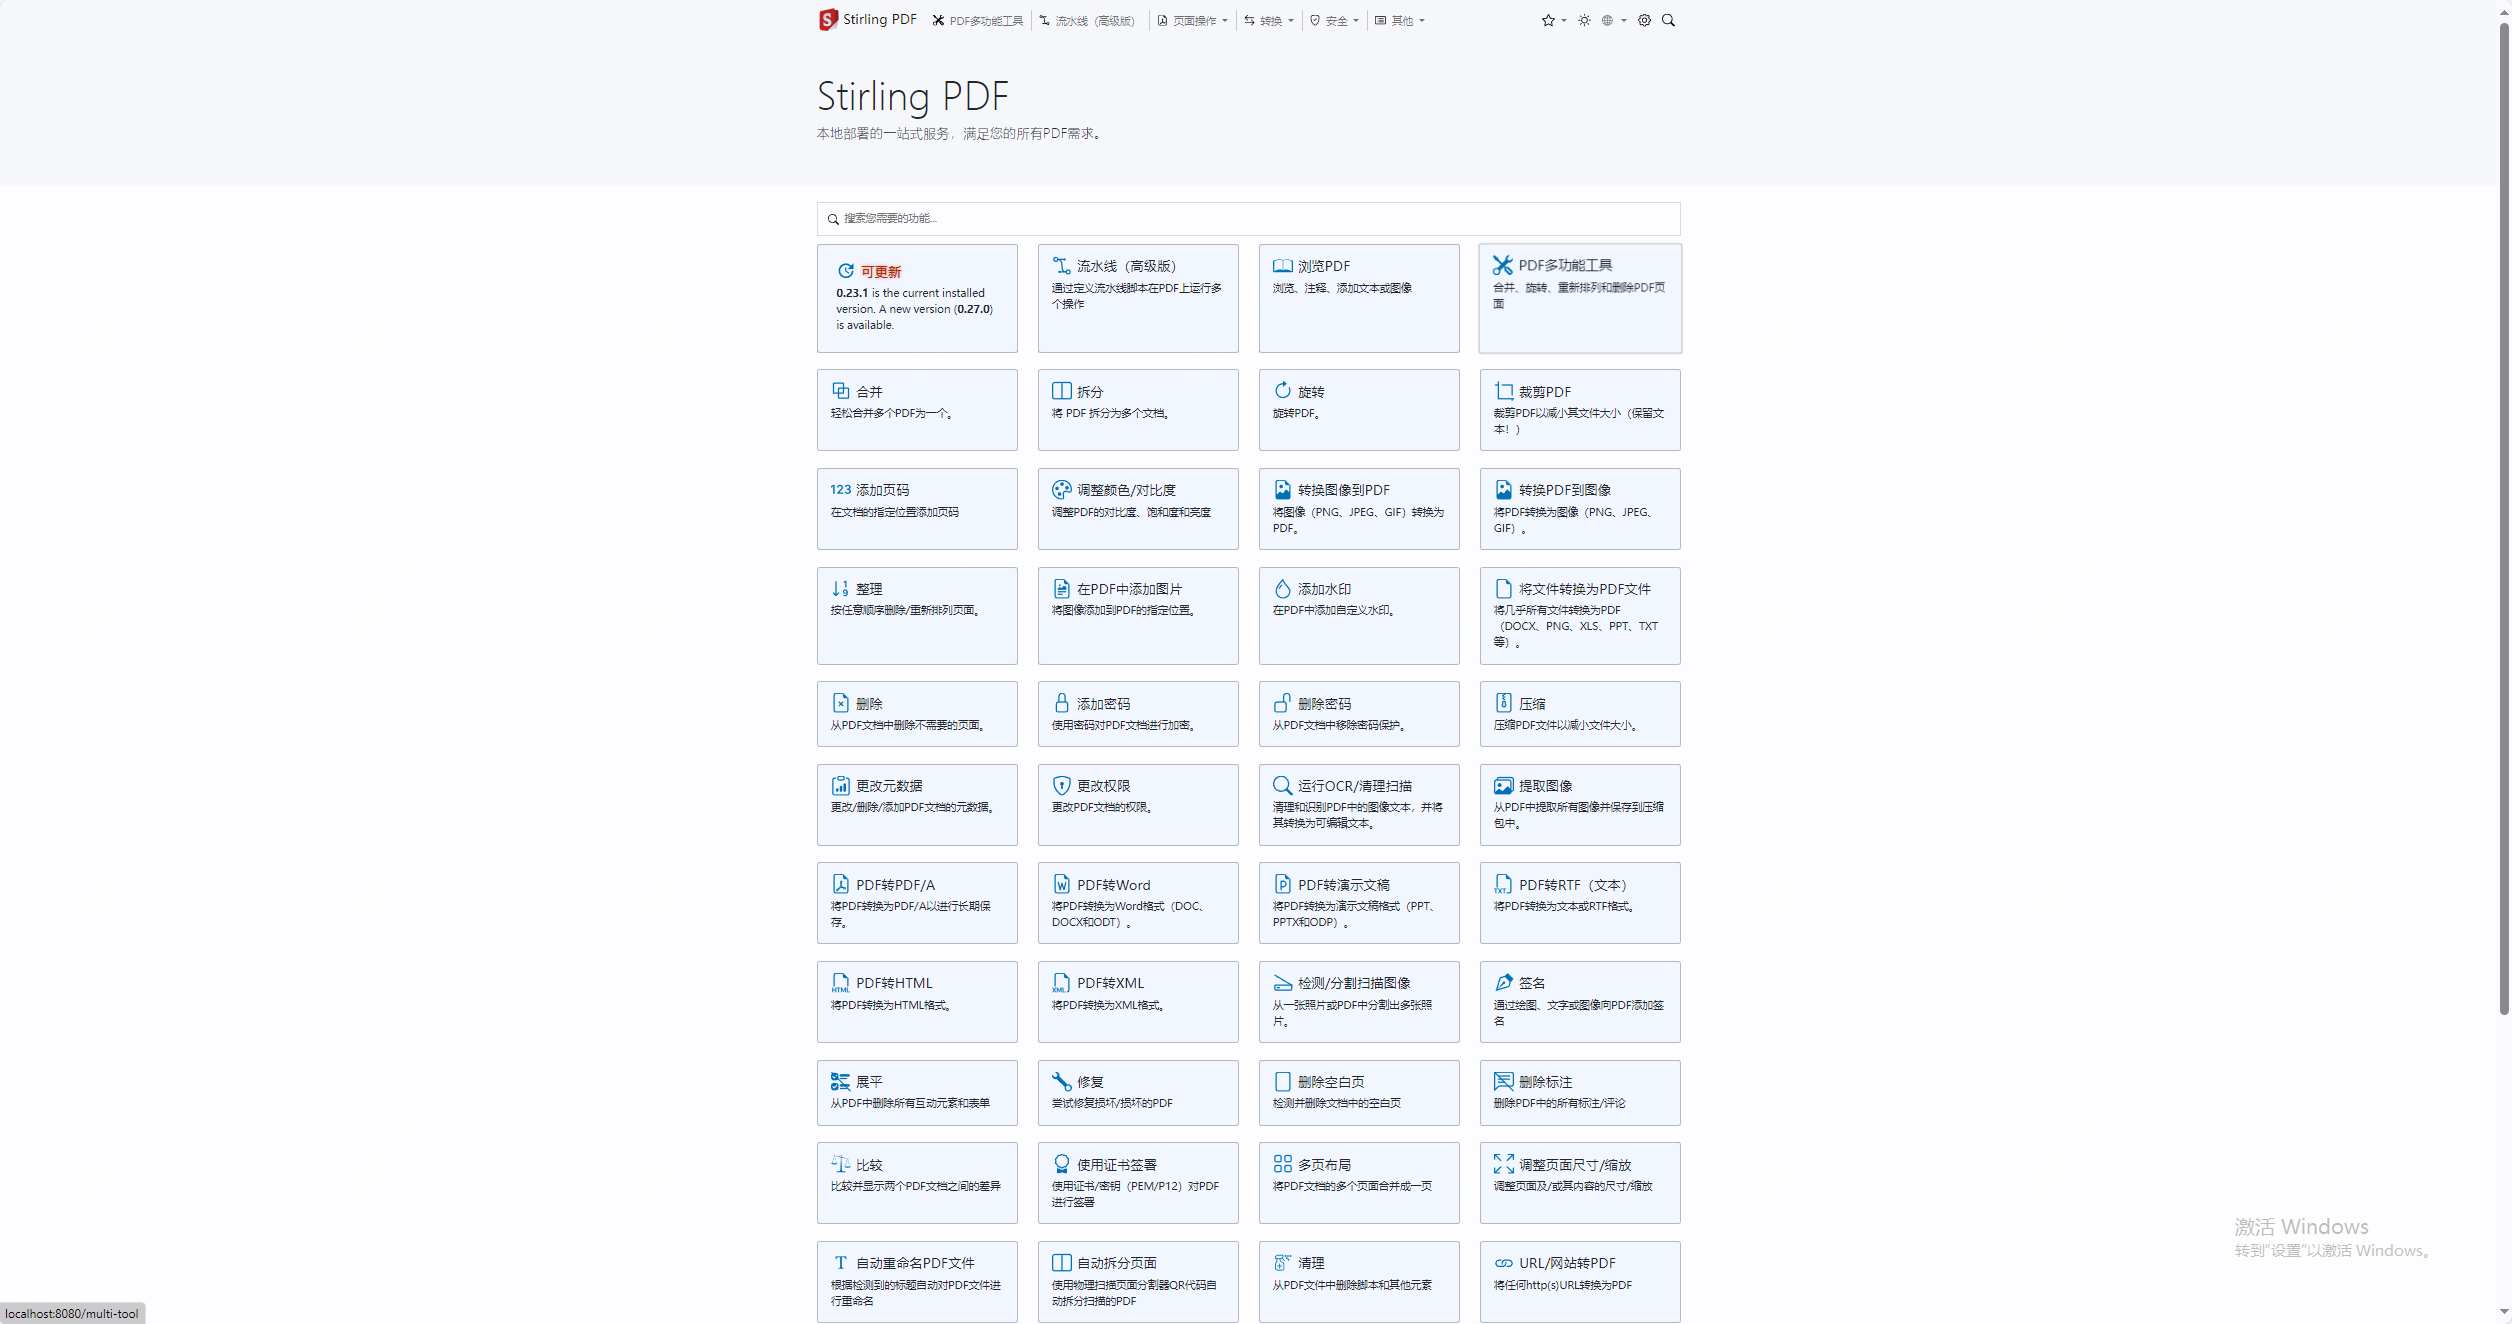 Stirling PDF PDF多功能工具 流水线（高级版） 页面操作 转换 安全 其他
Stirling PDF
本地部署的一站式服务，满足您的所有PDF需求。
搜索您需要的功能...
可更新
0.23.1 is the current installed
version. A new version (0.27.0)
is available.
流水线（高级版）
通过定义流水线脚本在PDF上运行多
个操作
浏览PDF
浏览、注释、添加文本或图像
PDF多功能工具
合并、旋转、重新排列和删除PDF页
面
合并
轻松合并多个PDF为一个。
拆分
将 PDF 拆分为多个文档。
旋转
旋转PDF。
裁剪PDF
裁剪PDF以减小其文件大小（保留文
本！）
123 添加页码
在文档的指定位置添加页码
调整颜色/对比度
调整PDF的对比度、饱和度和亮度
转换图像到PDF
将图像（PNG、JPEG、GIF）转换为
PDF。
转换PDF到图像
将PDF转换为图像（PNG、JPEG、
GIF）。
整理
按任意顺序删除/重新排列页面。
在PDF中添加图片
将图像添加到PDF的指定位置。
添加水印
在PDF中添加自定义水印。
将文件转换为PDF文件
将几乎所有文件转换为PDF
（DOCX、PNG、XLS、PPT、TXT
等）。
删除
从PDF文档中删除不需要的页面。
添加密码
使用密码对PDF文档进行加密。
删除密码
从PDF文档中移除密码保护。
压缩
压缩PDF文件以减小文件大小。
更改元数据
更改/删除/添加PDF文档的元数据。
更改权限
更改PDF文档的权限。
运行OCR/清理扫描
清理和识别PDF中的图像文本，并将
其转换为可编辑文本。
提取图像
从PDF中提取所有图像并保存到压缩
包中。
PDF转PDF/A
将PDF转换为PDF/A以进行长期保
存。
PDF转Word
将PDF转换为Word格式（DOC、
DOCX和ODT）。
PDF转演示文稿
将PDF转换为演示文稿格式（PPT、
PPTX和ODP）。
PDF转RTF（文本）
将PDF转换为文本或RTF格式。
PDF转HTML
将PDF转换为HTML格式。
PDF转XML
将PDF转换为XML格式。
检测/分割扫描图像
从一张照片或PDF中分割出多张照
片。
签名
通过绘图、文字或图像向PDF添加签
名
展平
从PDF中删除所有互动元素和表单
修复
尝试修复损坏/损坏的PDF
删除空白页
检测并删除文档中的空白页
删除标注
删除PDF中的所有标注/评论
比较
比较并显示两个PDF文档之间的差异
使用证书签署
使用证书/密钥（PEM/P12）对PDF
进行签署
多页布局
将PDF文档的多个页面合并成一页
调整页面尺寸/缩放
调整页面及/或其内容的尺寸/缩放
自动重命名PDF文件
根据检测到的标题自动对PDF文件进
行重命名
自动拆分页面
使用物理扫描页面分割器QR代码自
动拆分扫描的PDF
清理
从PDF文件中删除脚本和其他元素
URL/网站转PDF
将任何http(s)URL转换为PDF
激活 Windows
转到"设置"以激活 Windows。
localhost:8080/multi-tool